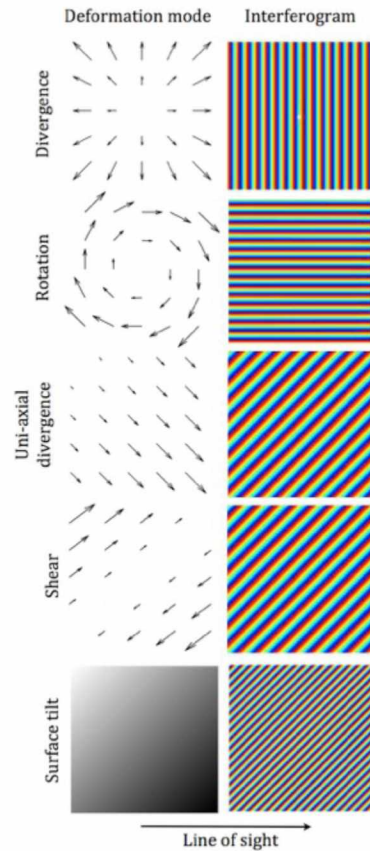 Deformation mode
Interferogram
Divergence
Rotation
Uni-axial
divergence
Shear
Surface tilt
Line of sight